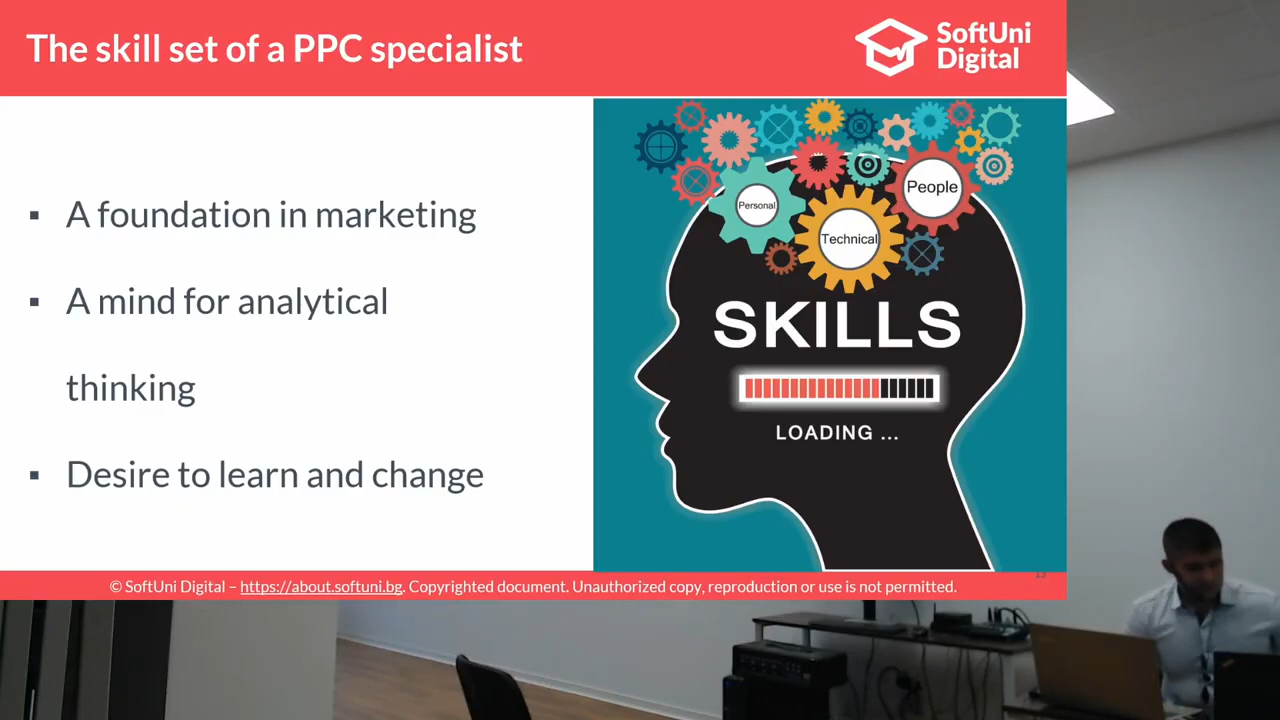 The skill set of a PPC specialist
SoftUni
Digital
▪ A foundation in marketing
▪ A mind for analytical
thinking
▪ Desire to learn and change
Personal
Technical
People
SKILLS
LOADING ...
13
© SoftUni Digital – https://about.softuni.bg. Copyrighted document. Unauthorized copy, reproduction or use is not permitted.